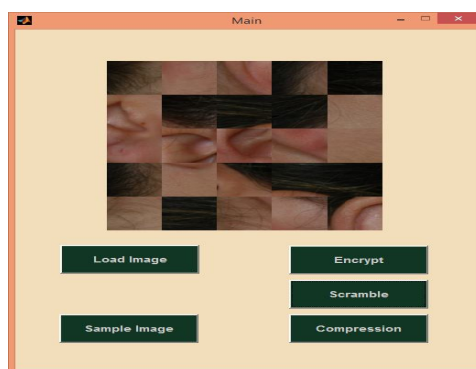 Main
Load Image
Encrypt
Scramble
Sample Image
Compression